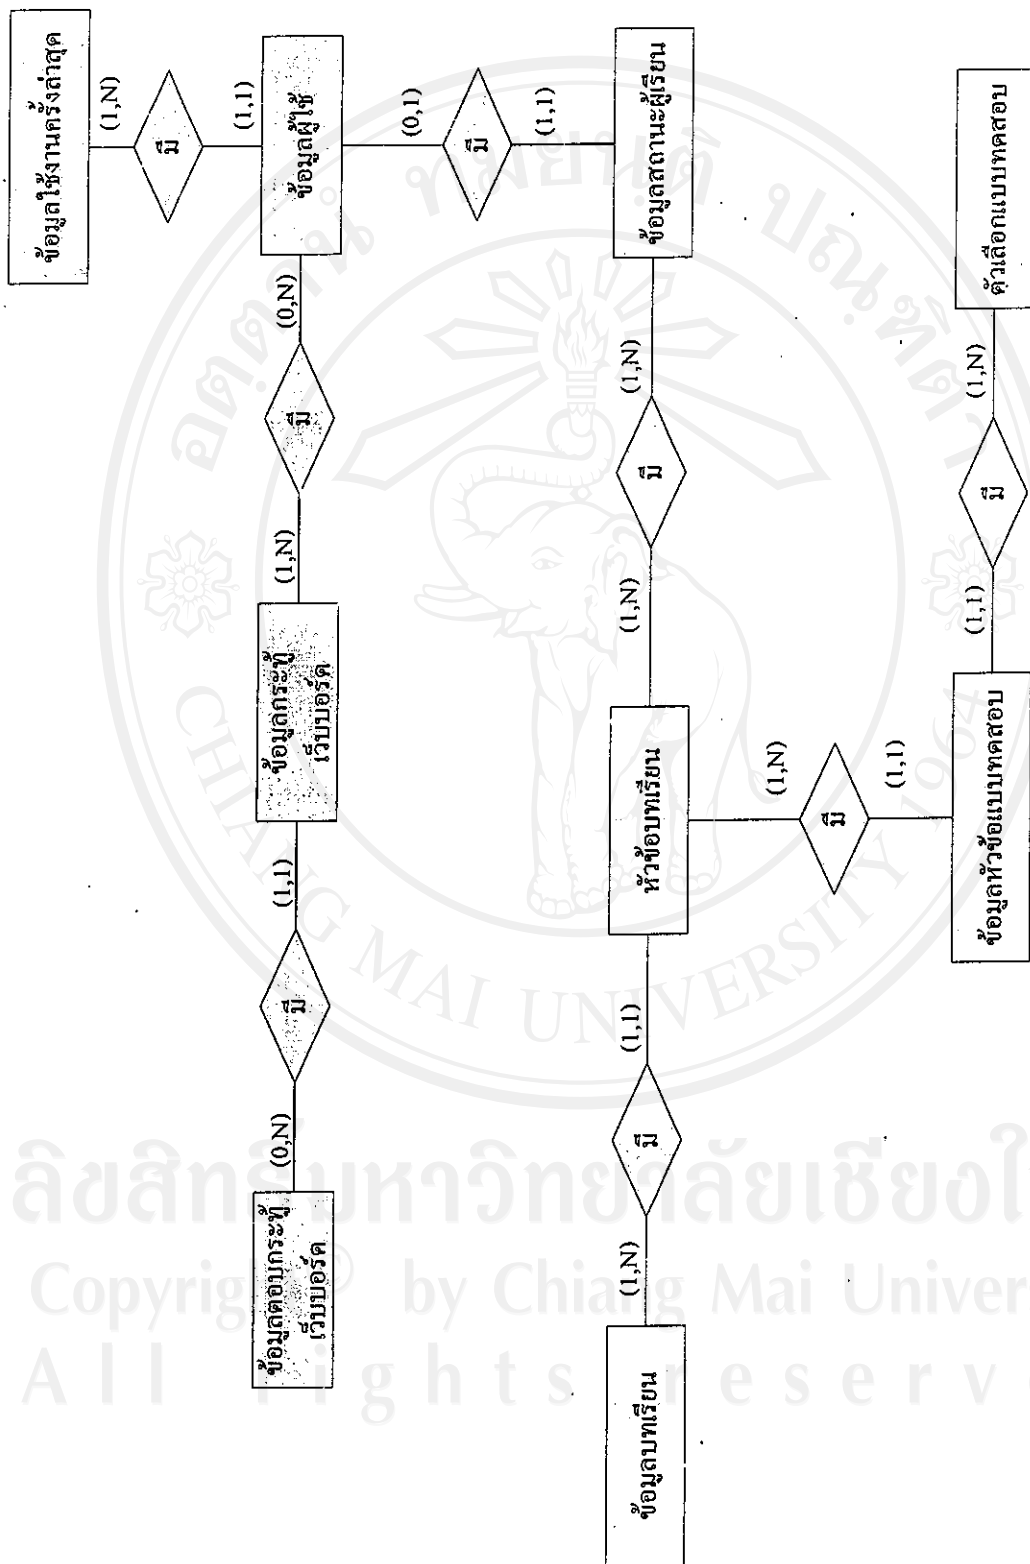 ข้อมูลตอบกระทู้
เว็บบอร์ด
(0,N)
มี
(1,1)
ข้อมูลกระทู้
เว็บบอร์ด
(1,N)
มี
(0,N)
ข้อมูลผู้ใช้
(1,1)
มี
(1,N)
ข้อมูลใช้งานครั้งล่าสุด
(0,1)
มี
(1,1)
ข้อมูลสถานะผู้เรียน
(1,N)
มี
(1,N)
หัวข้อบทเรียน
(1,1)
มี
(1,N)
ข้อมูลบทเรียน
(1,N)
มี
(1,1)
ข้อมูลหัวข้อแบบทดสอบ
(1,1)
มี
(1,N)
ตัวเลือกแบบทดสอบ
CHIANG MAI UNIVERSITY 1964
ลิขสิทธิ์มหาวิทยาลัยเชียงใ
Copyright © by Chiang Mai Univer
All rights reserv